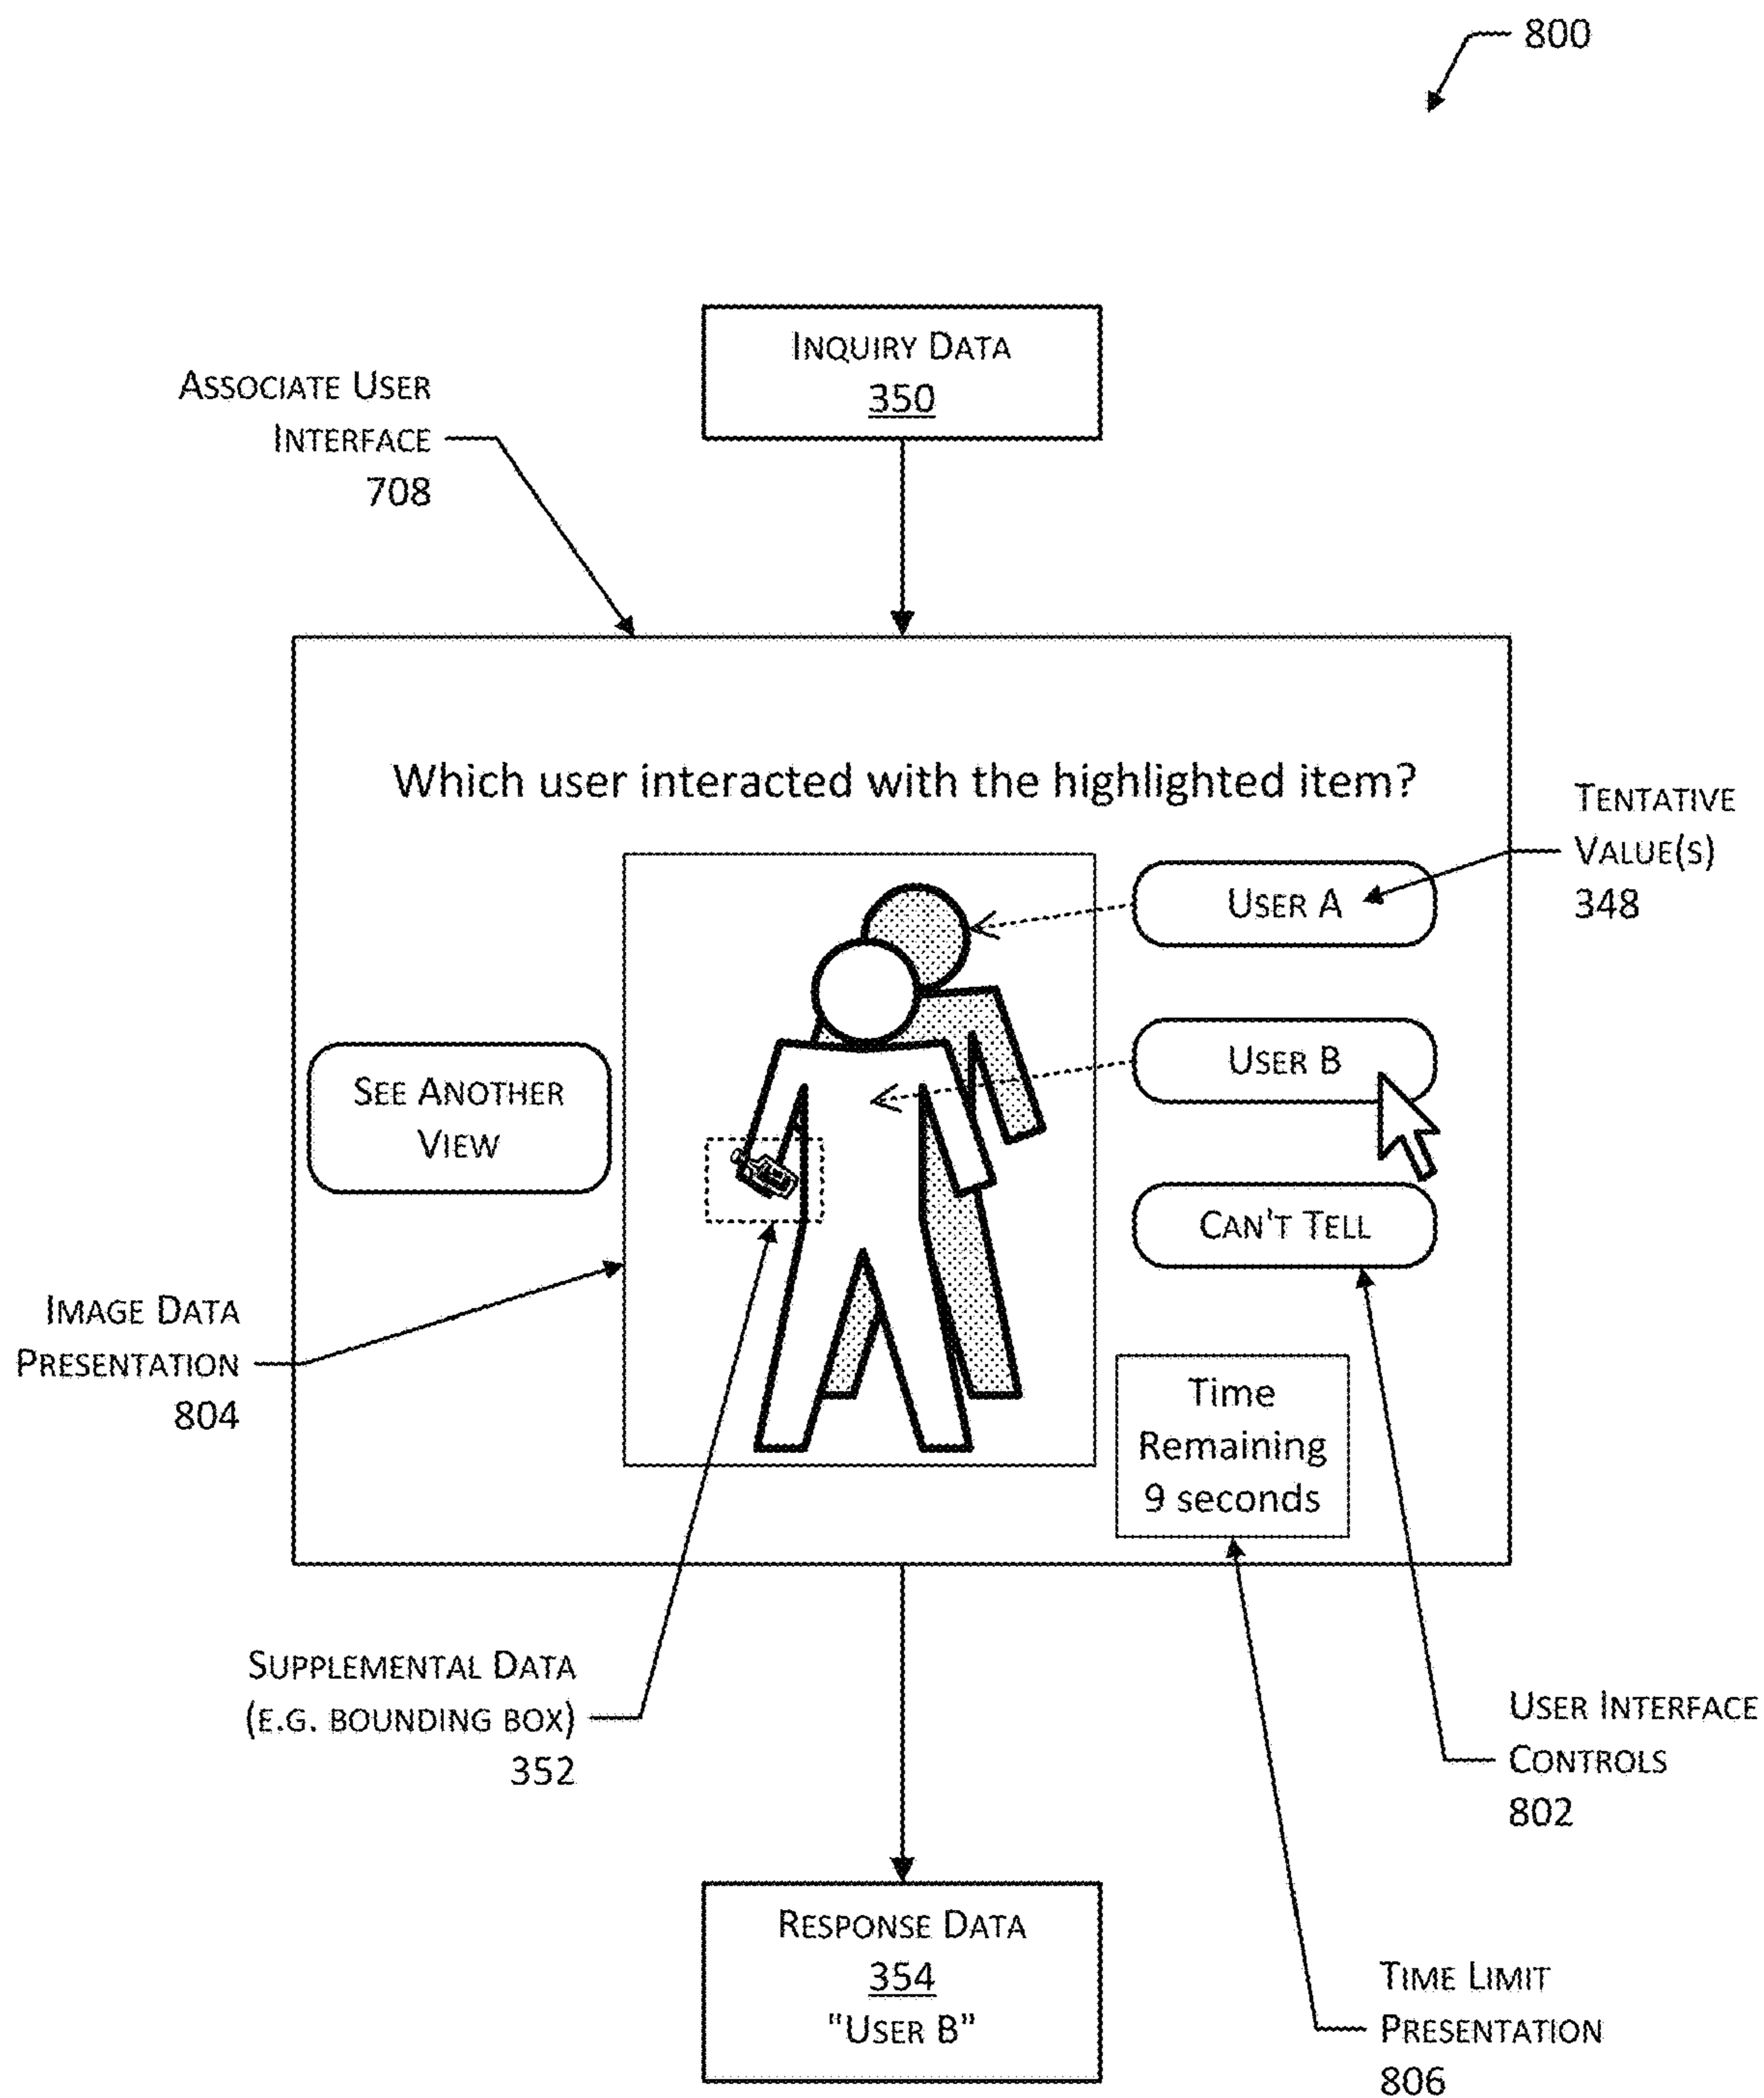 800
INQUIRY DATA
350
ASSOCIATE USER
INTERFACE
708
Which user interacted with the highlighted item?
TENTATIVE
VALUE(S)
348
USER A
USER B
SEE ANOTHER
VIEW
CAN'T TELL
IMAGE DATA
PRESENTATION
804
Time
Remaining
9 seconds
SUPPLEMENTAL DATA
(E.G. BOUNDING BOX)
352
USER INTERFACE
CONTROLS
802
RESPONSE DATA
354
"USER B"
TIME LIMIT
PRESENTATION
806